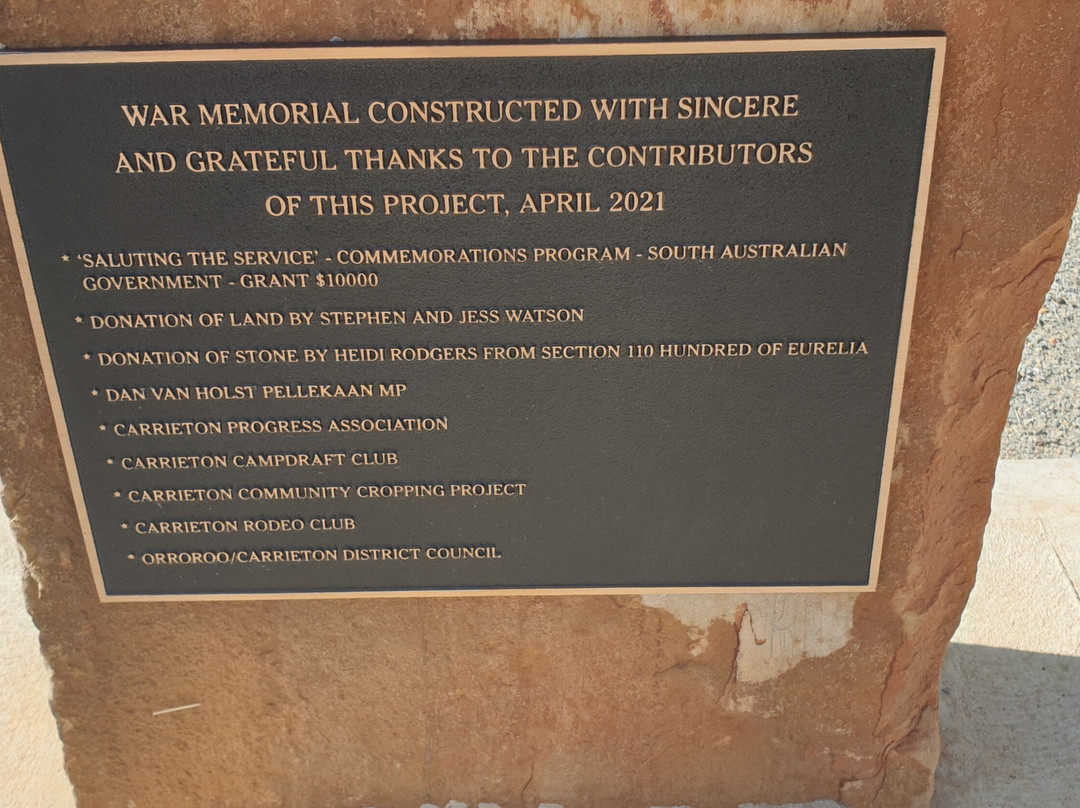 WAR MEMORIAL CONSTRUCTED WITH SINCERE
AND GRATEFUL THANKS TO THE CONTRIBUTORS
OF THIS PROJECT, APRIL 2021
* 'SALUTING THE SERVICE' - COMMEMORATIONS PROGRAM - SOUTH AUSTRALIAN
GOVERNMENT - GRANT $10000
* DONATION OF LAND BY STEPHEN AND JESS WATSON
* DONATION OF STONE BY HEIDI RODGERS FROM SECTION 110 HUNDRED OF EURELIA
* DAN VAN HOLST PELLEKAAN MP
* CARRIETON PROGRESS ASSOCIATION
* CARRIETON CAMPDRAFT CLUB
* CARRIETON COMMUNITY CROPPING PROJECT
* CARRIETON RODEO CLUB
* ORROROO/CARRIETON DISTRICT COUNCIL